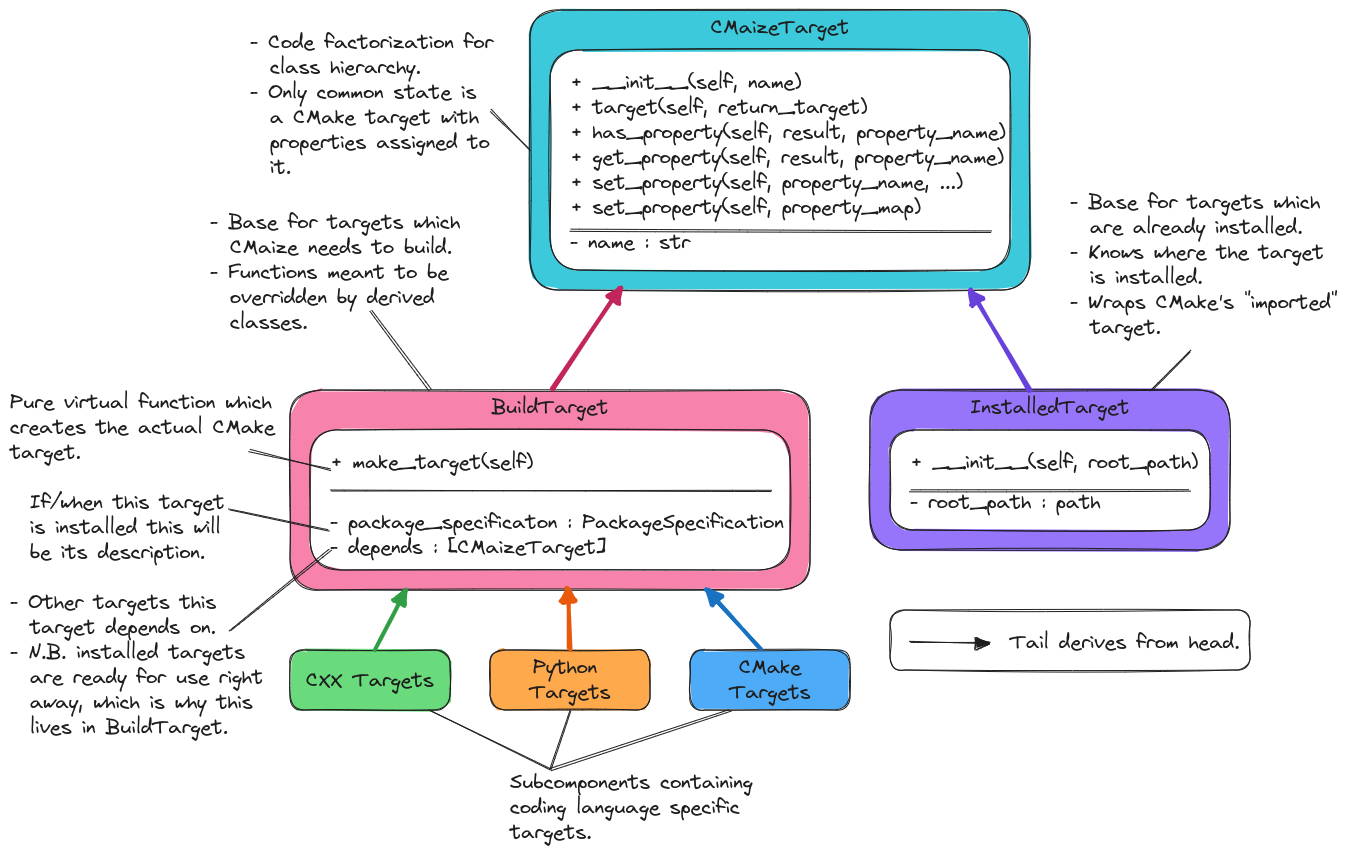 CMaizeTarget
+ __init__(self, name)
+ target(self, return_target)
+ has_property(self, result, property_name)
+ get_property(self, result, property_name)
+ set_property(self, property_name, ...)
+ set_property(self, property_map)
- name : str
- Code factorization for
class hierarchy.
- Only common state is
a CMake target with
properties assigned to
it.
- Base for targets which
CMaize needs to build.
- Functions meant to be
overridden by derived
classes.
- Base for targets which
are already installed.
- Knows where the target
is installed.
- Wraps CMake's "imported"
target.
Pure virtual function which
creates the actual CMake
target.
BuildTarget
+ make_target(self)
- package_specificaton : PackageSpecification
- depends : [CMaizeTarget]
InstalledTarget
+ __init__(self, root_path)
- root_path : path
If/when this target
is installed this will
be its description.
- Other targets this
target depends on.
- N.B. installed targets
are ready for use right
away, which is why this
lives in BuildTarget.
CXX Targets
Python
Targets
CMake
Targets
Tail derives from head.
Subcomponents containing
coding language specific
targets.